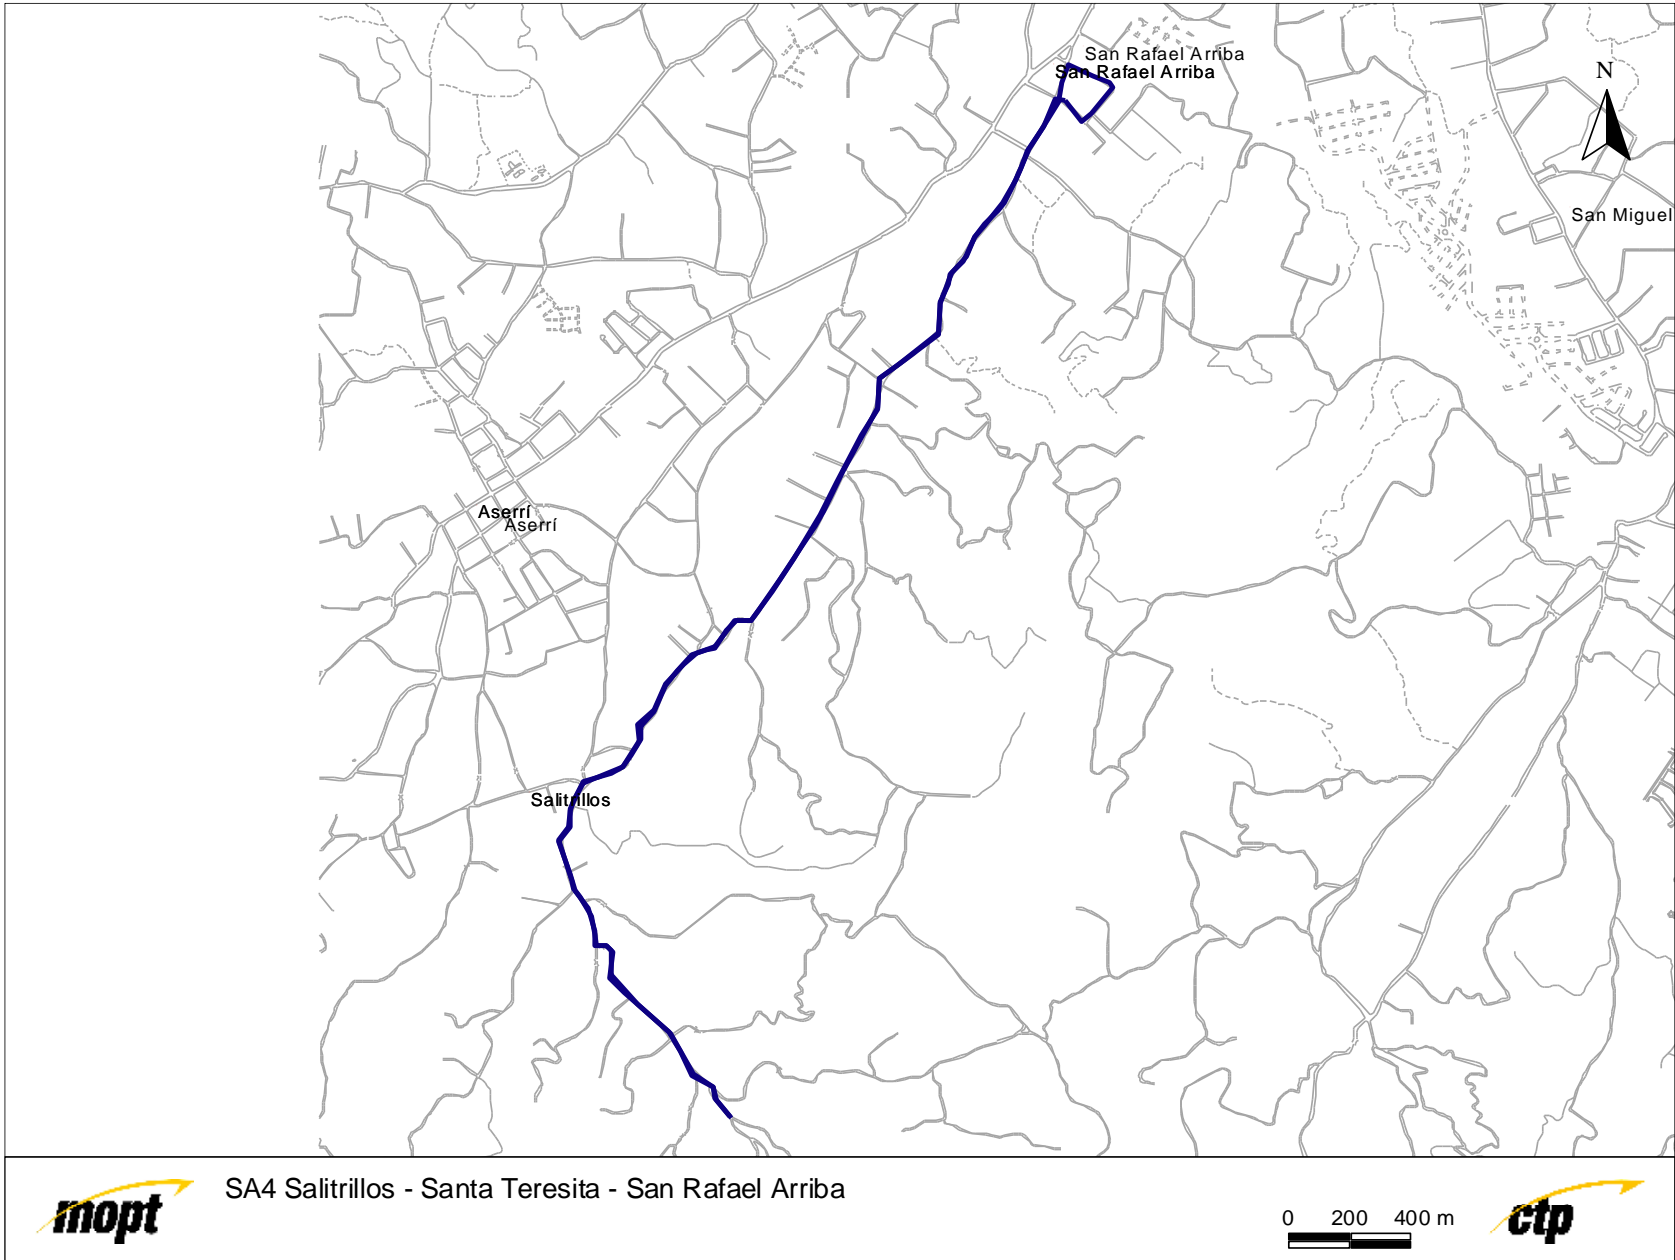 San Rafael Arriba
San Rafael Arriba
N
San Miguel
Aserrí
Aserrí
Salitrillos
mopt
SA4 Salitrillos - Santa Teresita - San Rafael Arriba
0 200 400 m
ctp